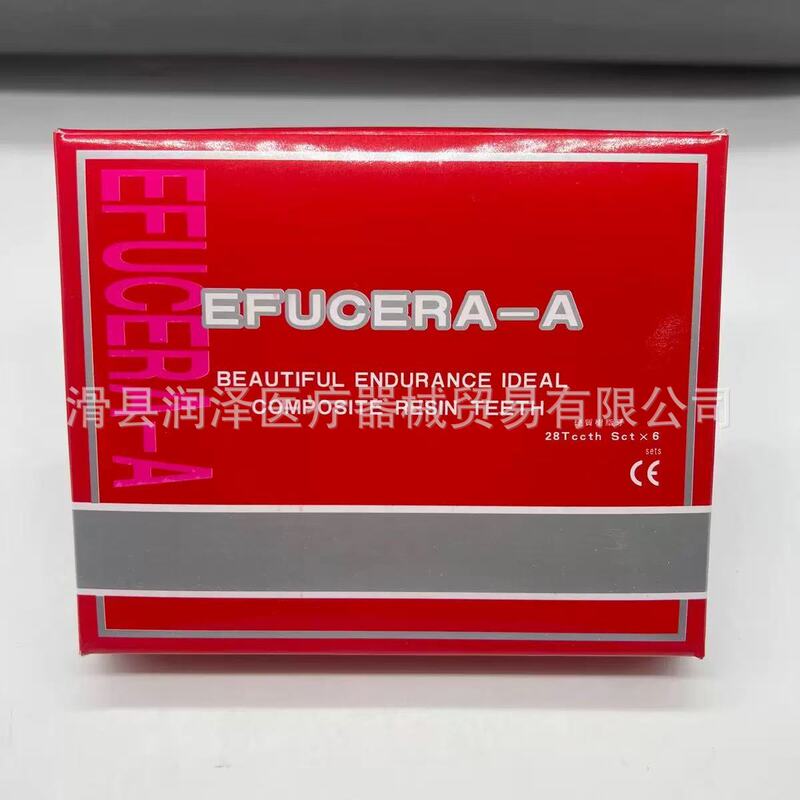 EFUCERA-A
EFUCERA-A
BEAUTIFUL ENDURANCE IDEAL
COMPOSITE RESIN TEETH
滑县润泽医疗器械贸易有限公司
28Tccth Sct×6
sets
CE